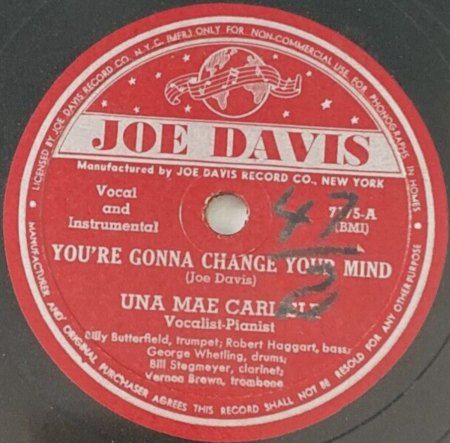 LICENSED BY JOE DAVIS RECORD CO. N.Y.C. (MFR.) ONLY FOR NON-COMMERCIAL USE FOR PHONOGRAPHS IN HOMES
JOE DAVIS
Manufactured by JOE DAVIS RECORD CO., NEW YORK
Vocal
and
Instrumental
(BMI)
47
2
YOU'RE GONNA CHANGE YOUR MIND
(Joe Davis)
UNA MAE
Vocalist-Pianist
Billy Butterfield, trumpet; Robert Haggart, bass;
George Whetling, drums;
Bill Stegmeyer, clarinet;
Vernon Brown, trombone
MANUFACTURER AND ORIGINAL PURCHASER AGREES THIS RECORD SHALL NOT BE RESOLD FOR ANY OTHER PURPOSE